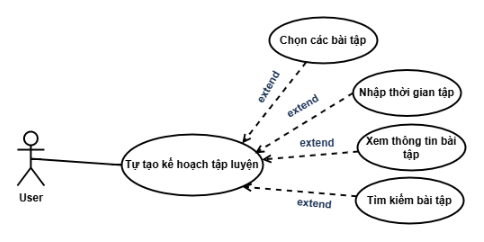 Chọn các bài tập
extend
Nhập thời gian tập
extend
Xem thông tin bài
tập
extend
Tự tạo kế hoạch tập luyện
User
Tìm kiếm bài tập
extend